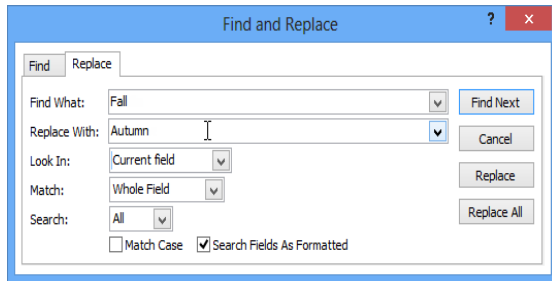 Find and Replace ? x
Find Replace
Find What: Fall Find Next
Replace With: Autumn Cancel
Look In: Current field
Match: Whole Field Replace
Search: All Replace All
Match Case Search Fields As Formatted